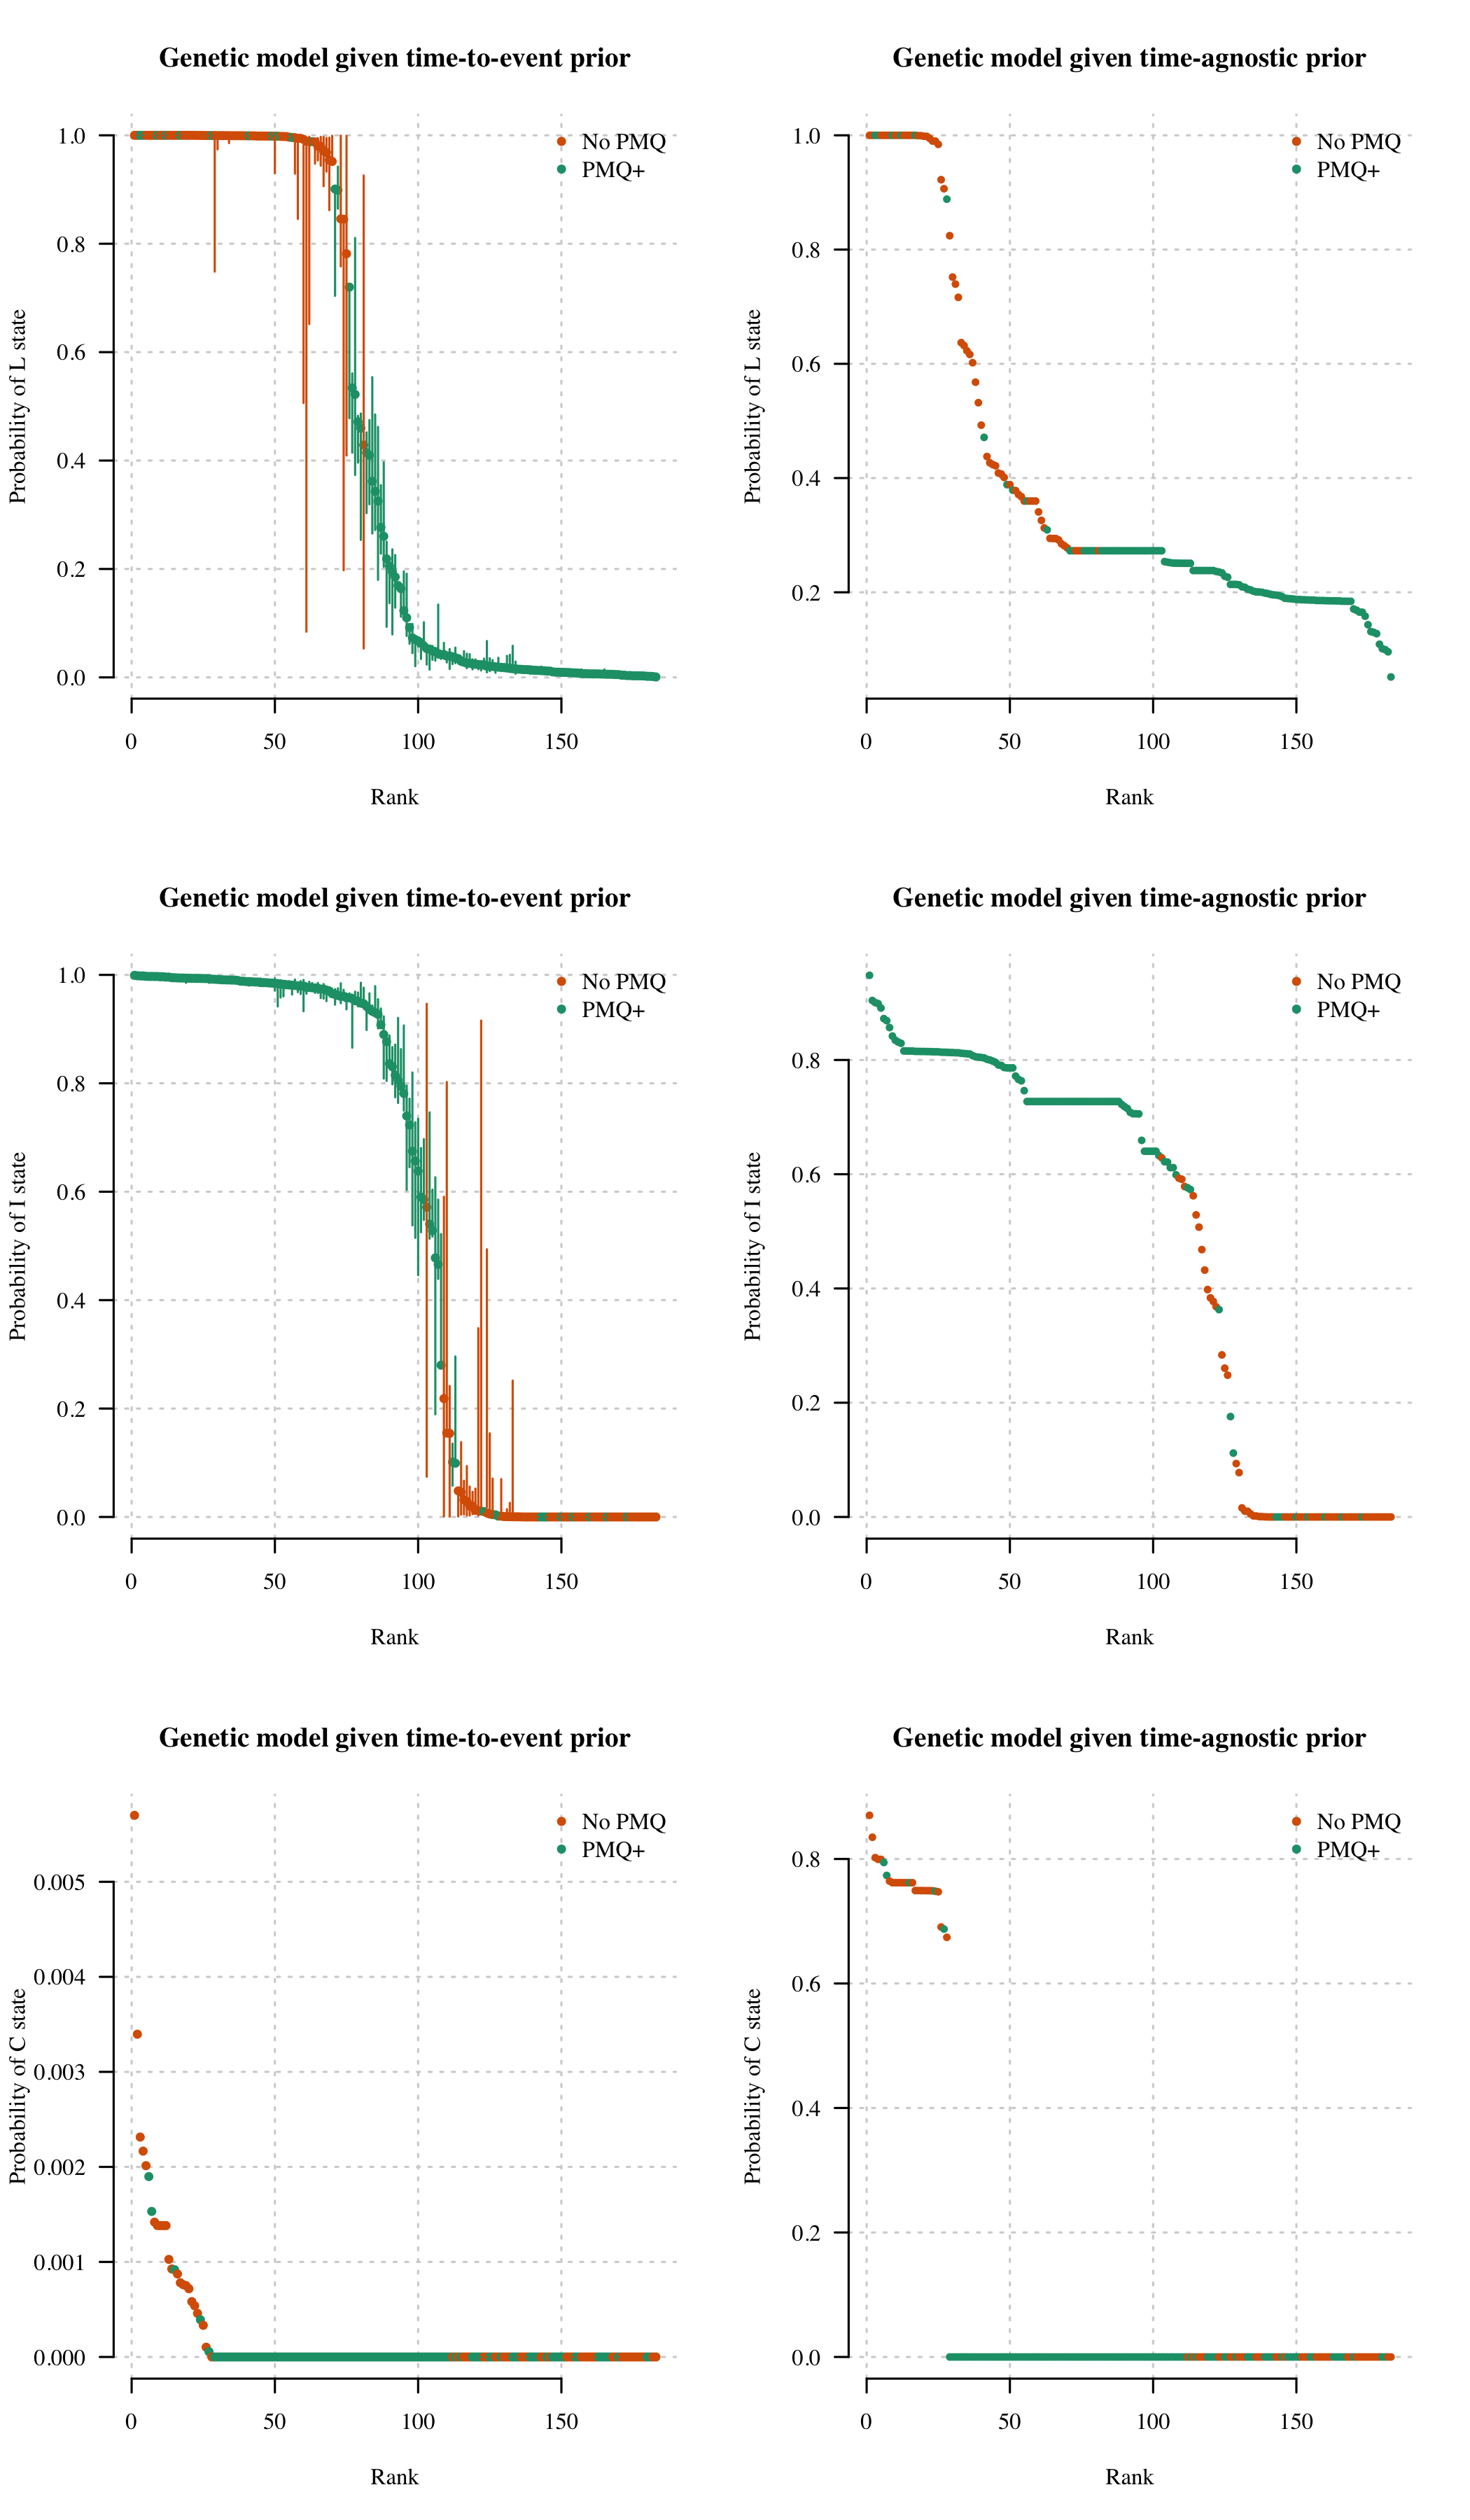 Genetic model given time-to-event prior
No PMQ
PMQ+
1.0
0.8
0.6
0.4
0.2
0.0
Probability of L state
0 50 100 150
Rank
Genetic model given time-agnostic prior
No PMQ
PMQ+
1.0
0.8
0.6
0.4
0.2
Probability of L state
0 50 100 150
Rank
Genetic model given time-to-event prior
No PMQ
PMQ+
1.0
0.8
0.6
0.4
0.2
0.0
Probability of I state
0 50 100 150
Rank
Genetic model given time-agnostic prior
No PMQ
PMQ+
0.8
0.6
0.4
0.2
0.0
Probability of I state
0 50 100 150
Rank
Genetic model given time-to-event prior
No PMQ
PMQ+
0.005
0.004
0.003
0.002
0.001
0.000
Probability of C state
0 50 100 150
Rank
Genetic model given time-agnostic prior
No PMQ
PMQ+
0.8
0.6
0.4
0.2
0.0
Probability of C state
0 50 100 150
Rank